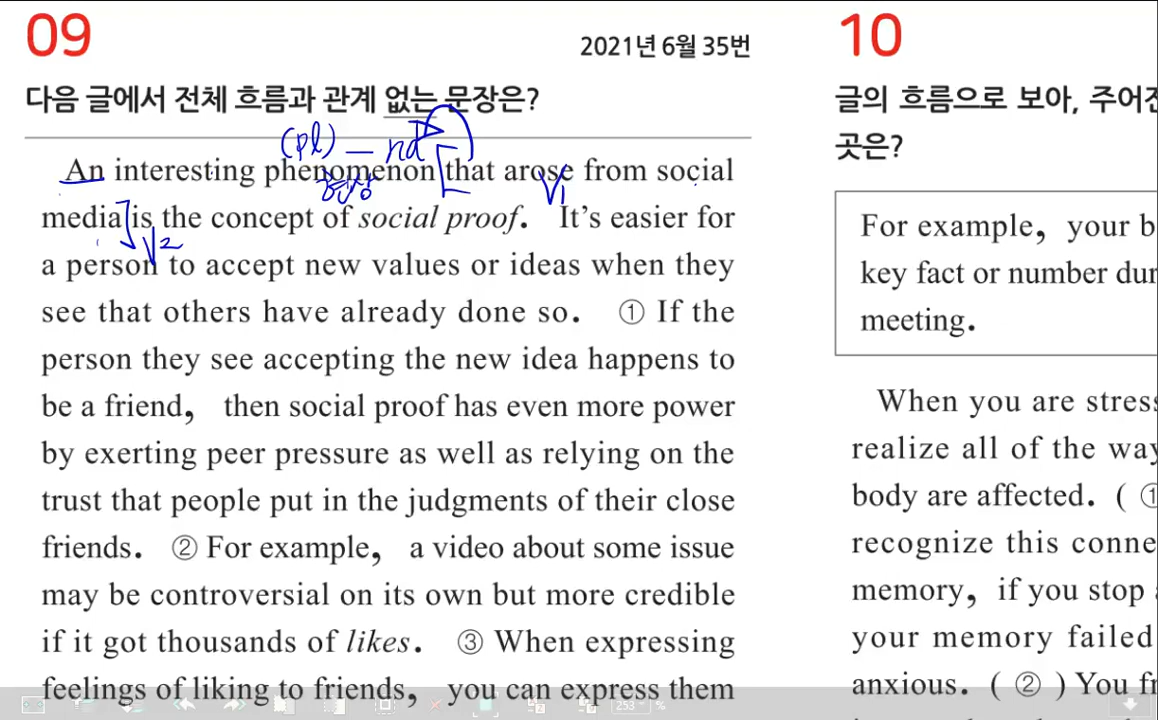 09
2021년 6월 35번
다음 글에서 전체 흐름과 관계 없는 문장은?
(pl) – na
An interesting phenomenon that arose from social
V1
media is the concept of social proof. It's easier for
V2
a person to accept new values or ideas when they
see that others have already done so. ① If the
person they see accepting the new idea happens to
be a friend, then social proof has even more power
by exerting peer pressure as well as relying on the
trust that people put in the judgments of their close
friends. ② For example, a video about some issue
may be controversial on its own but more credible
if it got thousands of likes. ③ When expressing
feelings of liking to friends, you can express them
10
글의 흐름으로 보아, 주어진
곳은?
For example, your b
key fact or number dur
meeting.
When you are stress
realize all of the way
body are affected. ( ①
recognize this conne
memory, if you stop a
your memory failed
anxious. ( ② ) You fr
253 %